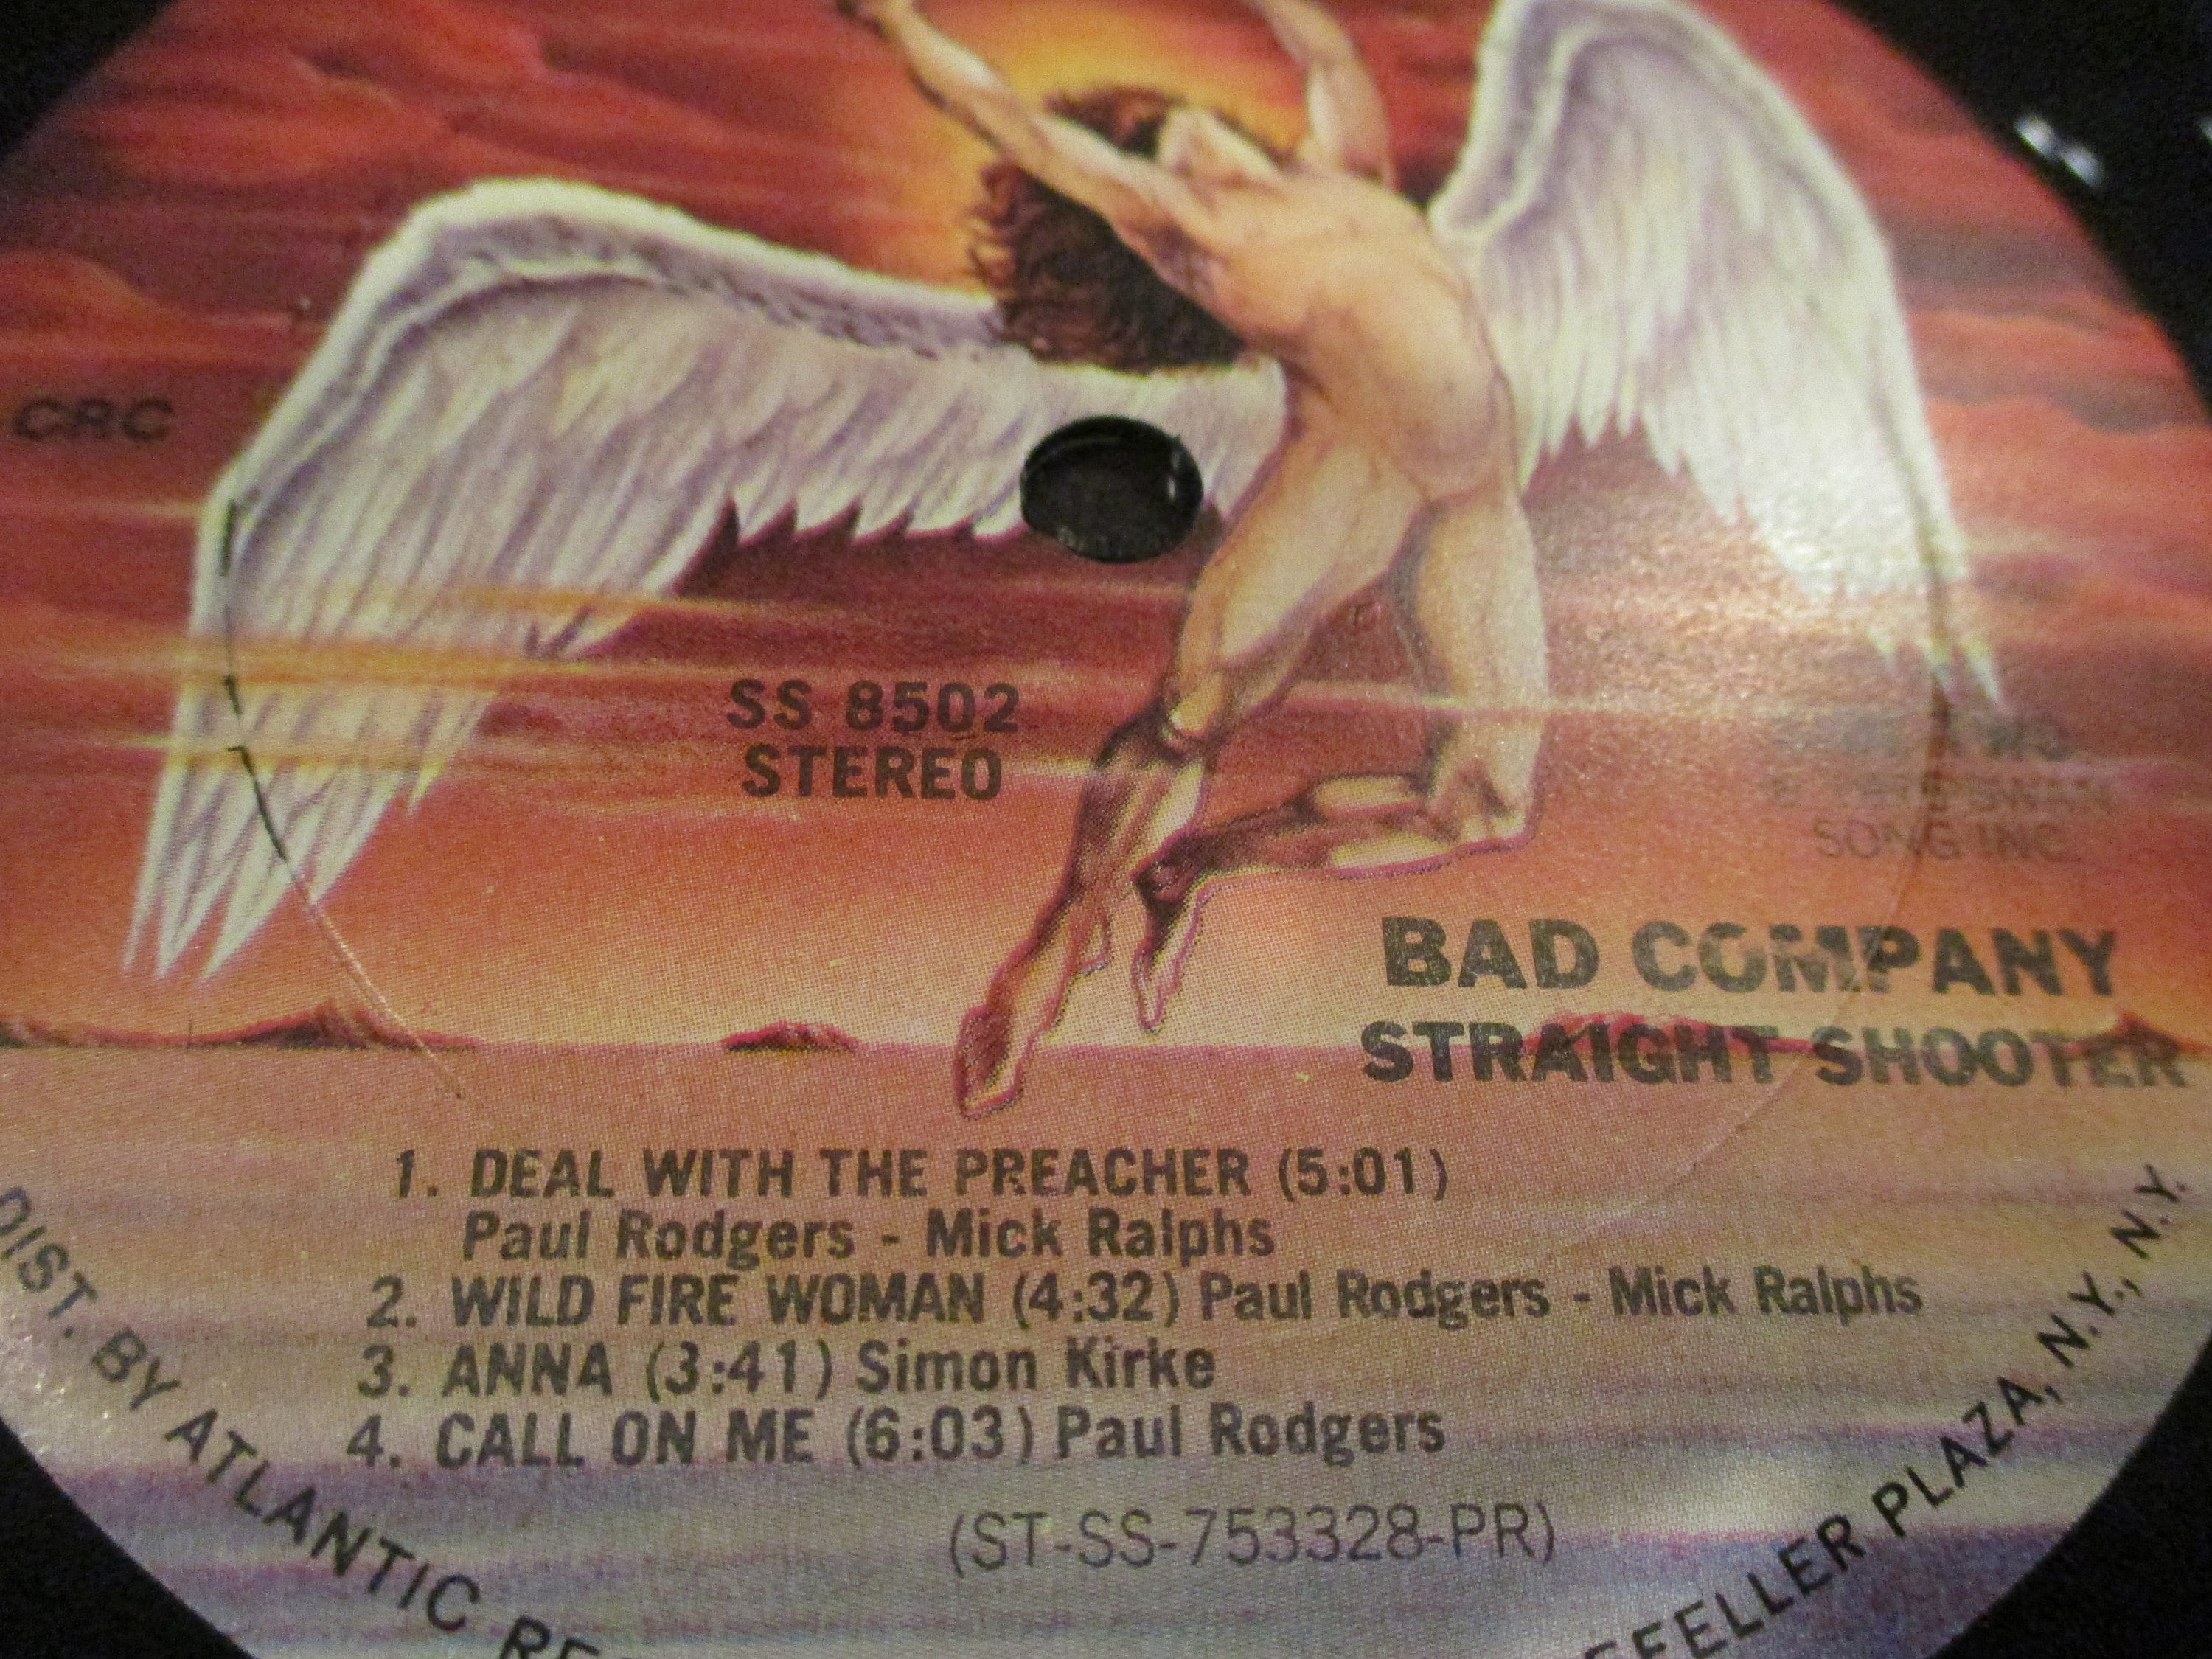 CRC
SS 8502
STEREO
SWAN
SONG INC.
BAD COMPANY
STRAIGHT SHOOTER
1. DEAL WITH THE PREACHER (5:01)
Paul Rodgers - Mick Ralphs
2. WILD FIRE WOMAN (4:32) Paul Rodgers - Mick Ralphs
3. ANNA (3:41) Simon Kirke
4. CALL ON ME (6:03) Paul Rodgers
(ST-SS-753328-PR)
DIST. BY ATLANTIC RE
EFELLER PLAZA, N.Y., N.Y.